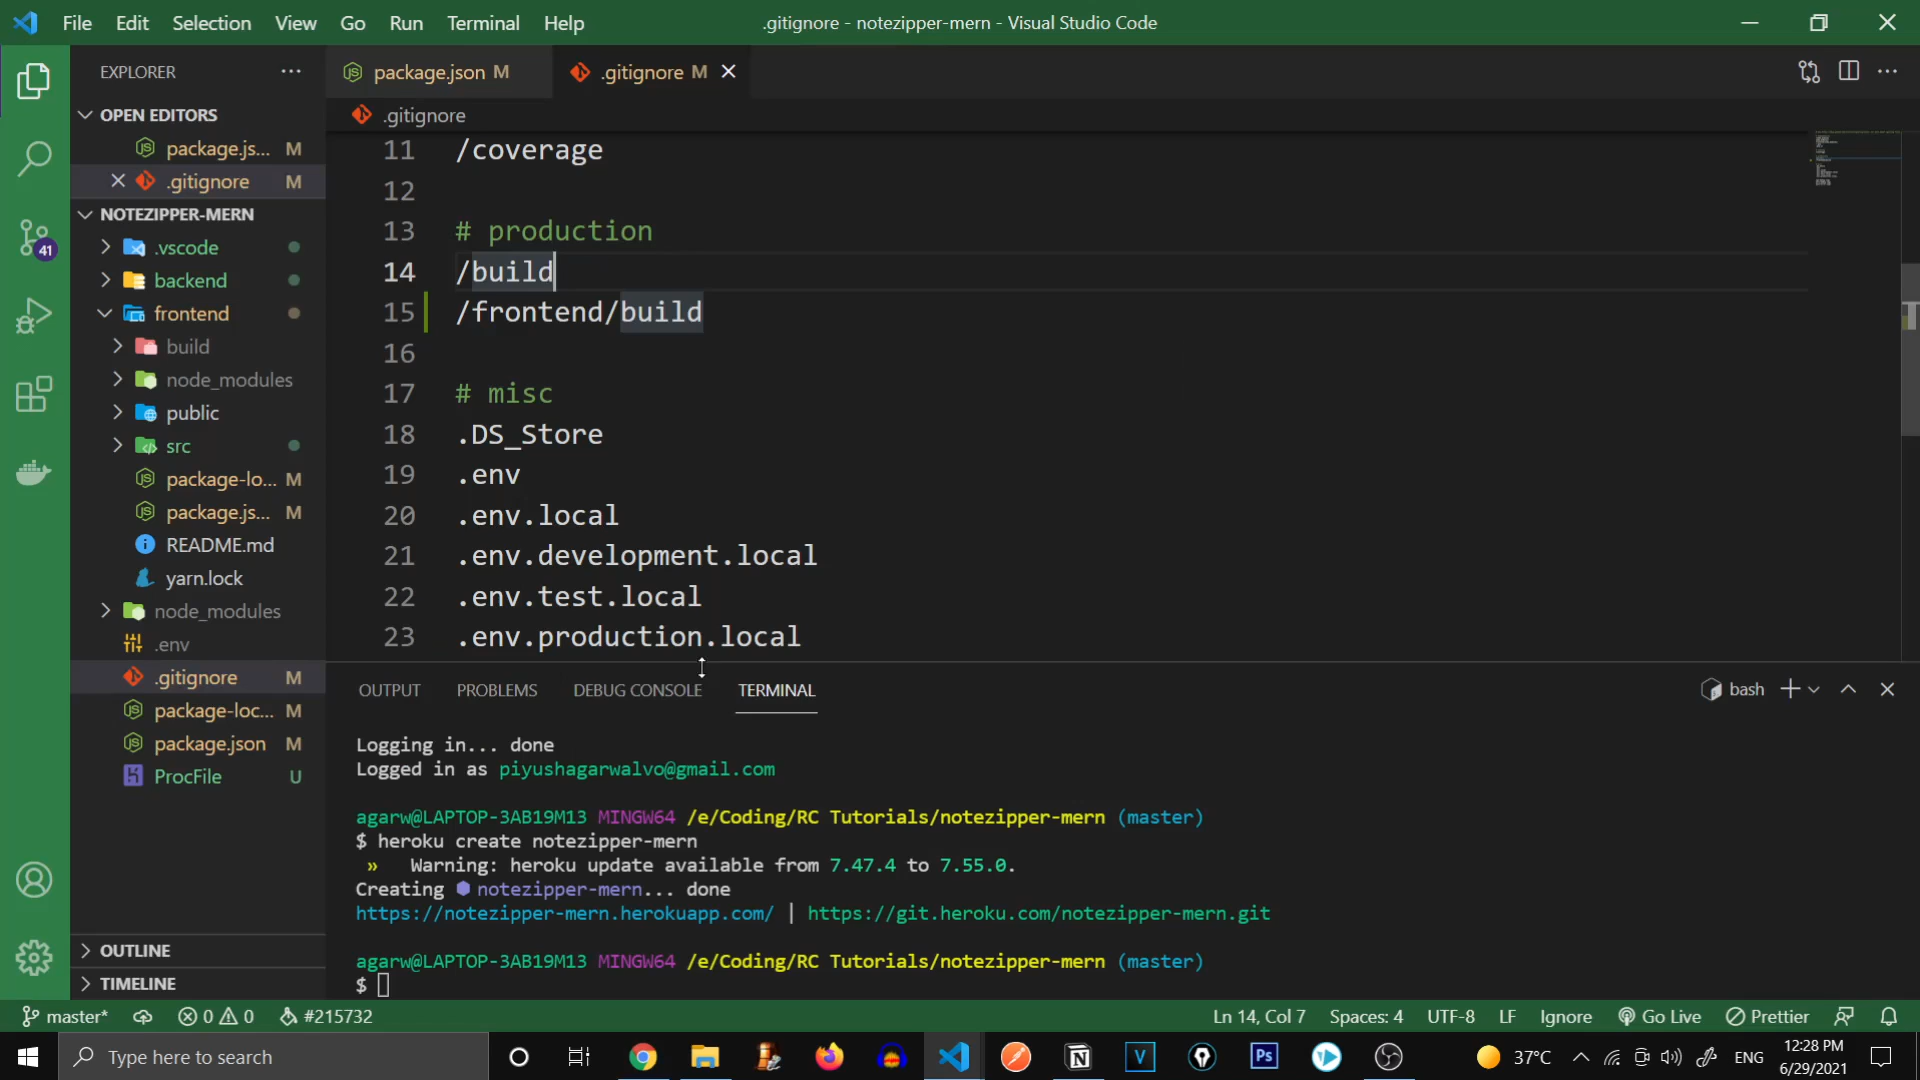 File Edit Selection View Go Run Terminal Help .gitignore - notezipper-mern - Visual Studio Code
EXPLORER
OPEN EDITORS
package.js... M
.gitignore M
NOTEZIPPER-MERN
.vscode
backend
frontend
build
node_modules
public
src
package-lo... M
package.js... M
README.md
yarn.lock
node_modules
.env
.gitignore M
package-loc... M
package.json M
ProcFile U
OUTLINE
TIMELINE
41
package.json M .gitignore M
.gitignore
11 /coverage
12
13 # production
14 /build
15 /frontend/build
16
17 # misc
18 .DS_Store
19 .env
20 .env.local
21 .env.development.local
22 .env.test.local
23 .env.production.local
OUTPUT PROBLEMS DEBUG CONSOLE TERMINAL bash
Logging in... done
Logged in as piyushagarwalvo@gmail.com
agarw@LAPTOP-3AB19M13 MINGW64 /e/Coding/RC Tutorials/notezipper-mern (master)
$ heroku create notezipper-mern
» Warning: heroku update available from 7.47.4 to 7.55.0.
Creating ⬢ notezipper-mern... done
https://notezipper-mern.herokuapp.com/ | https://git.heroku.com/notezipper-mern.git
agarw@LAPTOP-3AB19M13 MINGW64 /e/Coding/RC Tutorials/notezipper-mern (master)
$
master* 0 0 #215732 Ln 14, Col 7 Spaces: 4 UTF-8 LF Ignore Go Live Prettier
Type here to search Ps 37°C ENG 12:28 PM
6/29/2021